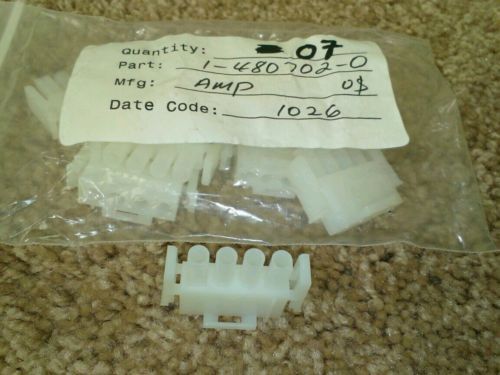 Quantity: 07
Part: 1-480702-0
Mfg: AMP 0$
Date Code: 1026